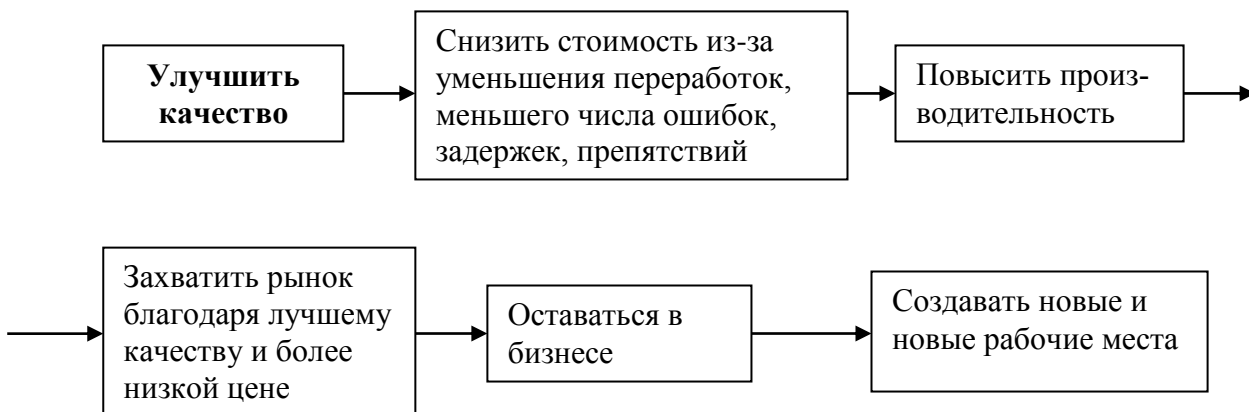 Улучшить
качество
Снизить стоимость из-за
уменьшения переработок,
меньшего числа ошибок,
задержек, препятствий
Повысить произ-
водительность
Захватить рынок
благодаря лучшему
качеству и более
низкой цене
Оставаться в
бизнесе
Создавать новые и
новые рабочие места